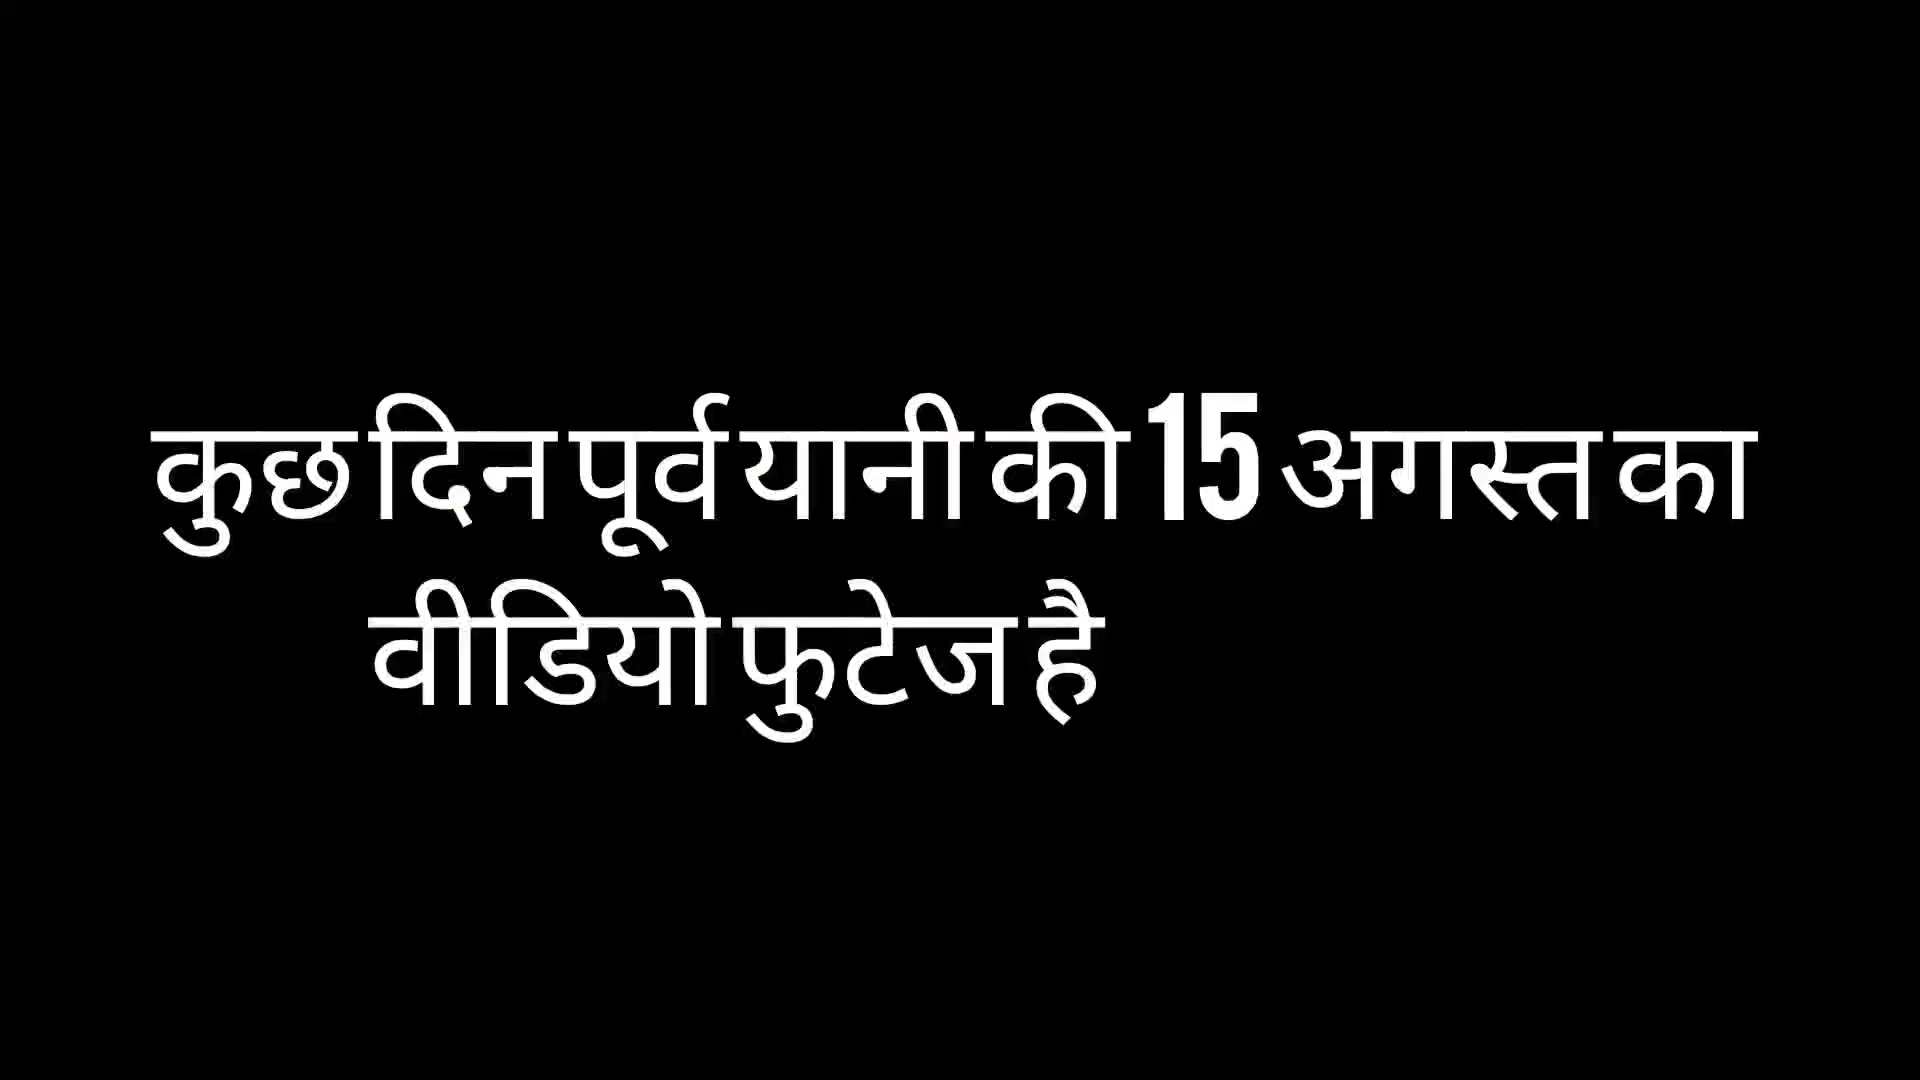 कुछ दिन पूर्व यानी की 15 अगस्त का
वीडियो फुटेज है